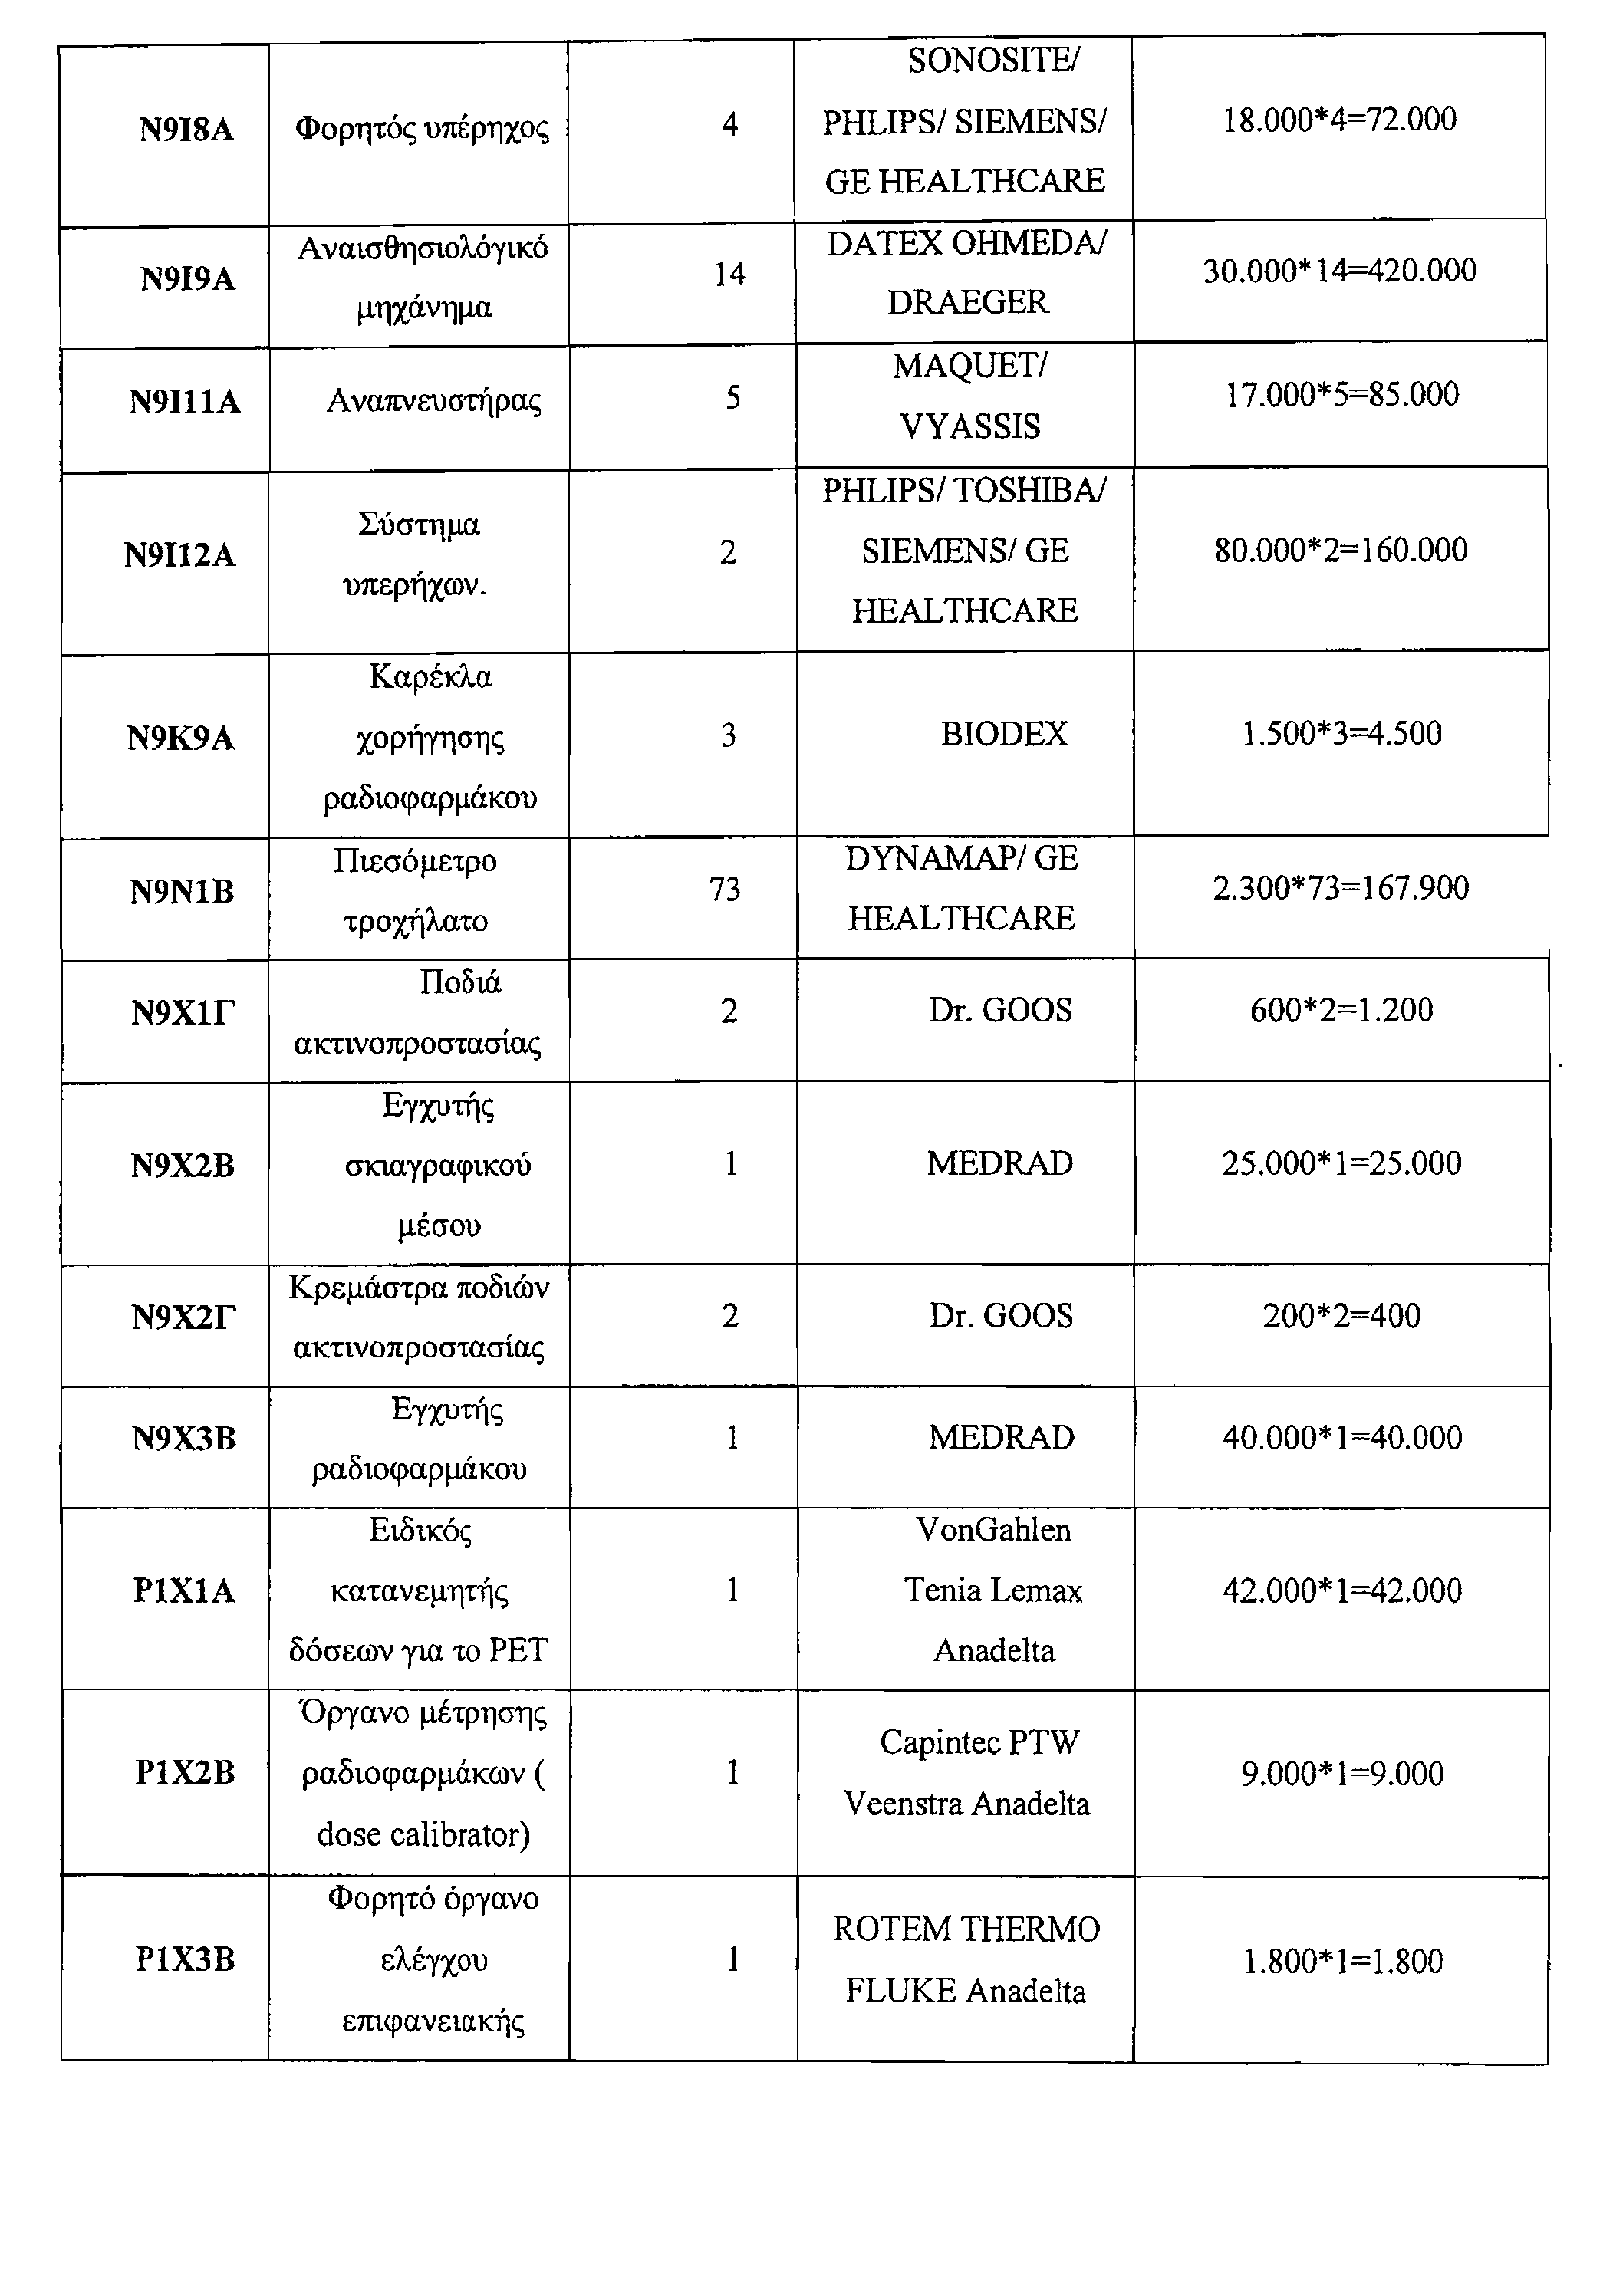 SONOSITE/
N9I8A Φορητός υπέρηχος 4 PHLIPS/ SIEMENS/ 18.000*4=72.000
GE HEALTHCARE
Αναισθησιολόγικό
μηχάνημα
N9I9A 14 DATEX OHMEDA/ 30.000*14=420.000
DRAEGER
N9I11A Αναπνευστήρας 5 MAQUET/ 17.000*5=85.000
VYASSIS
PHLIPS/ TOSHIBA/
Σύστημα
N9I12A 2 SIEMENS/ GE 80.000*2=160.000
υπερήχων.
HEALTHCARE
Καρέκλα
N9K9A χορήγησης 3 BIODEX 1.500*3=4.500
ραδιοφαρμάκου
Πιεσόμετρο
τροχήλατο
N9N1B 73 DYNAMAP/ GE 2.300*73=167.900
HEALTHCARE
Ποδιά
N9X1Γ 2 Dr. GOOS 600*2=1.200
ακτινοπροστασίας
Εγχυτής
N9X2B σκιαγραφικού 1 MEDRAD 25.000*1=25.000
μέσου
Κρεμάστρα ποδιών
N9X2Γ 2 Dr. GOOS 200*2=400
ακτινοπροστασίας
Εγχυτής
N9X3B 1 MEDRAD 40.000*1=40.000
ραδιοφαρμάκου
Ειδικός VonGahlen
P1X1A κατανεμητής 1 Tenia Lemax 42.000*1=42.000
δόσεων για το PET Anadelta
Όργανο μέτρησης
Capintec PTW
P1X2B ραδιοφαρμάκων ( 1 9.000*1=9.000
Veenstra Anadelta
dose calibrator)
Φορητό όργανο
ROTEM THERMO
P1X3B ελέγχου 1 1.800*1=1.800
FLUKE Anadelta
επιφανειακής